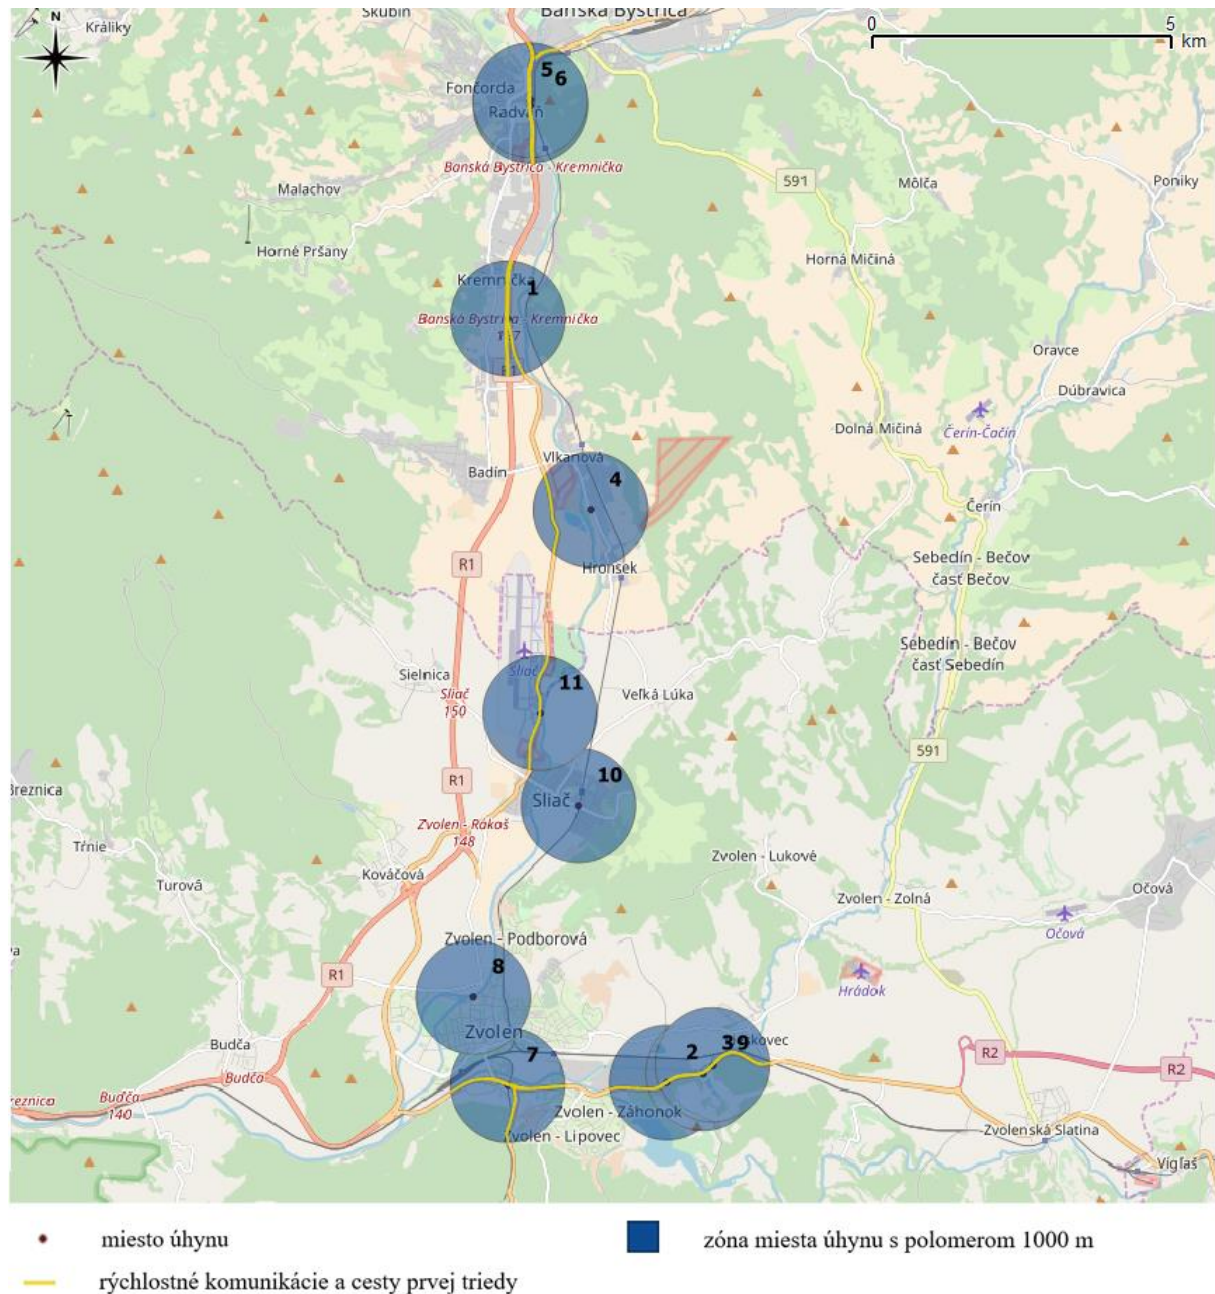 N
Králiky
Skubín
Banská Bystrica
0 5
km
Fončorda
5 6
Radvaň
Banská Bystrica - Kremnička
591
Malachov
Môlča
Poniky
Horné Pršany
Horná Mičiná
Kremnička
1
Banská Bystrica - Kremnička
R1
Oravce
Dúbravica
Dolná Mičiná
Čerín-Čačín
Vlkanová
Badín
4
Čerín
R1
Hronsek
Sebedín - Bečov
časť Bečov
Sebedín - Bečov
časť Sebedín
Sliač
Sielnica
11
Sliač
150
Veľká Lúka
591
R1
10
Breznica
Sliač
Zvolen - Rákoš
148
Tŕnie
Kováčová
Zvolen - Lukové
Turová
Zvolen - Zolná
Očová
Očová
Zvolen - Podborová
8
R1
Hrádok
Zvolen
Budča
7
2
3 9
R2
R2
Budča
Budča
140
Zvolen - Záhonok
Zvolen - Lipovec
Zvolenská Slatina
Vígľaš
miesto úhynu
zóna miesta úhynu s polomerom 1000 m
rýchlostné komunikácie a cesty prvej triedy